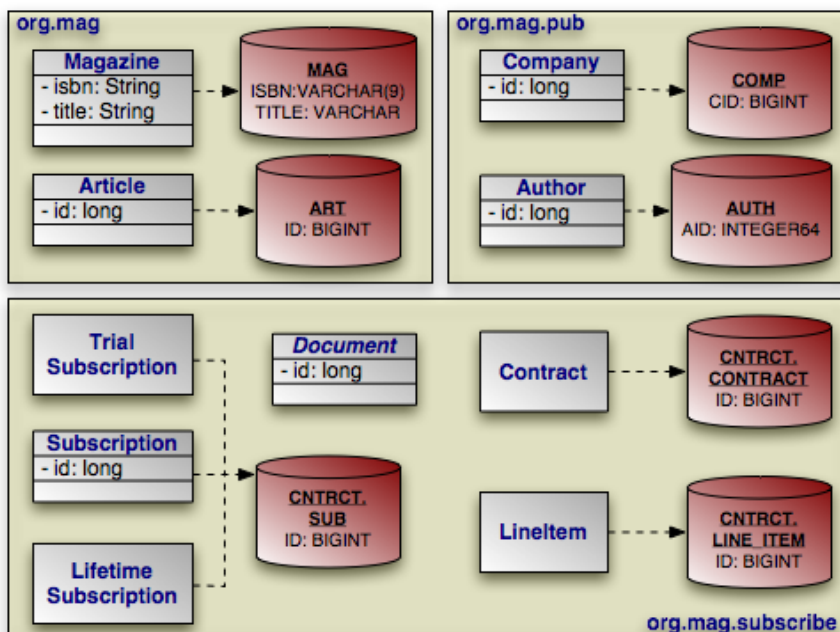 org.mag
Magazine
- isbn: String
- title: String
MAG
ISBN:VARCHAR(9)
TITLE: VARCHAR
Article
- id: long
ART
ID: BIGINT
org.mag.pub
Company
- id: long
COMP
CID: BIGINT
Author
- id: long
AUTH
AID: INTEGER64
Trial
Subscription
Subscription
- id: long
Lifetime
Subscription
Document
- id: long
CNTRCT.
SUB
ID: BIGINT
Contract
CNTRCT.
CONTRACT
ID: BIGINT
LineItem
CNTRCT.
LINE_ITEM
ID: BIGINT
org.mag.subscribe